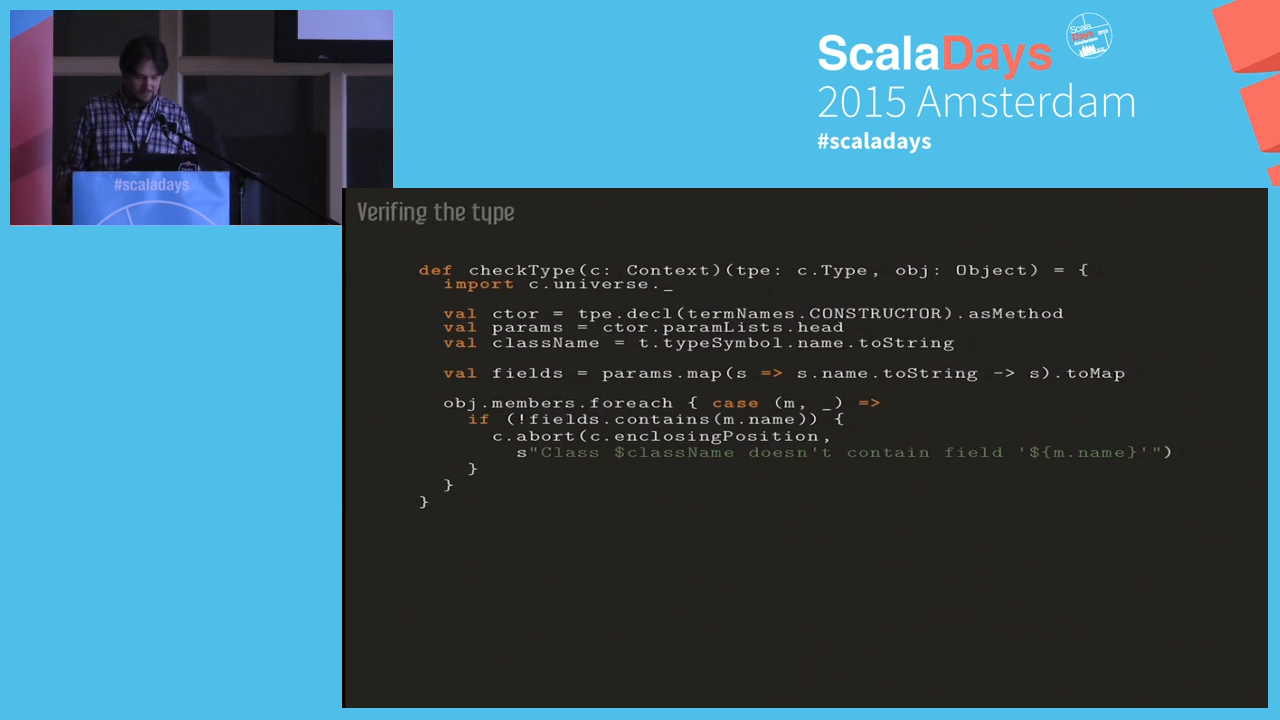 ScalaDays
2015 Amsterdam
#scaladays
#scaladays
Verifing the type
def checkType(c: Context)(tpe: c.Type, obj: Object) = {
import c.universe._
val ctor = tpe.decl(termNames.CONSTRUCTOR).asMethod
val params = ctor.paramLists.head
val className = t.typeSymbol.name.toString
val fields = params.map(s => s.name.toString -> s).toMap
obj.members.foreach { case (m, _) =>
if (!fields.contains(m.name)) {
c.abort(c.enclosingPosition,
s"Class $className doesn't contain field '${m.name}'")
}
}
}